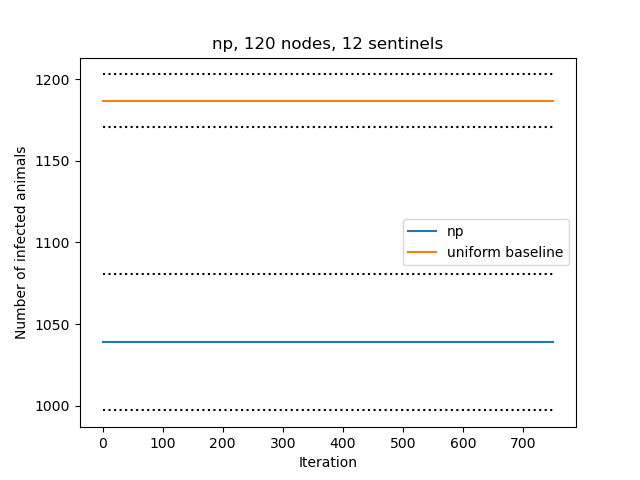 np, 120 nodes, 12 sentinels
1200
1150
1100
1050
1000
Number of infected animals
np
uniform baseline
0 100 200 300 400 500 600 700
Iteration